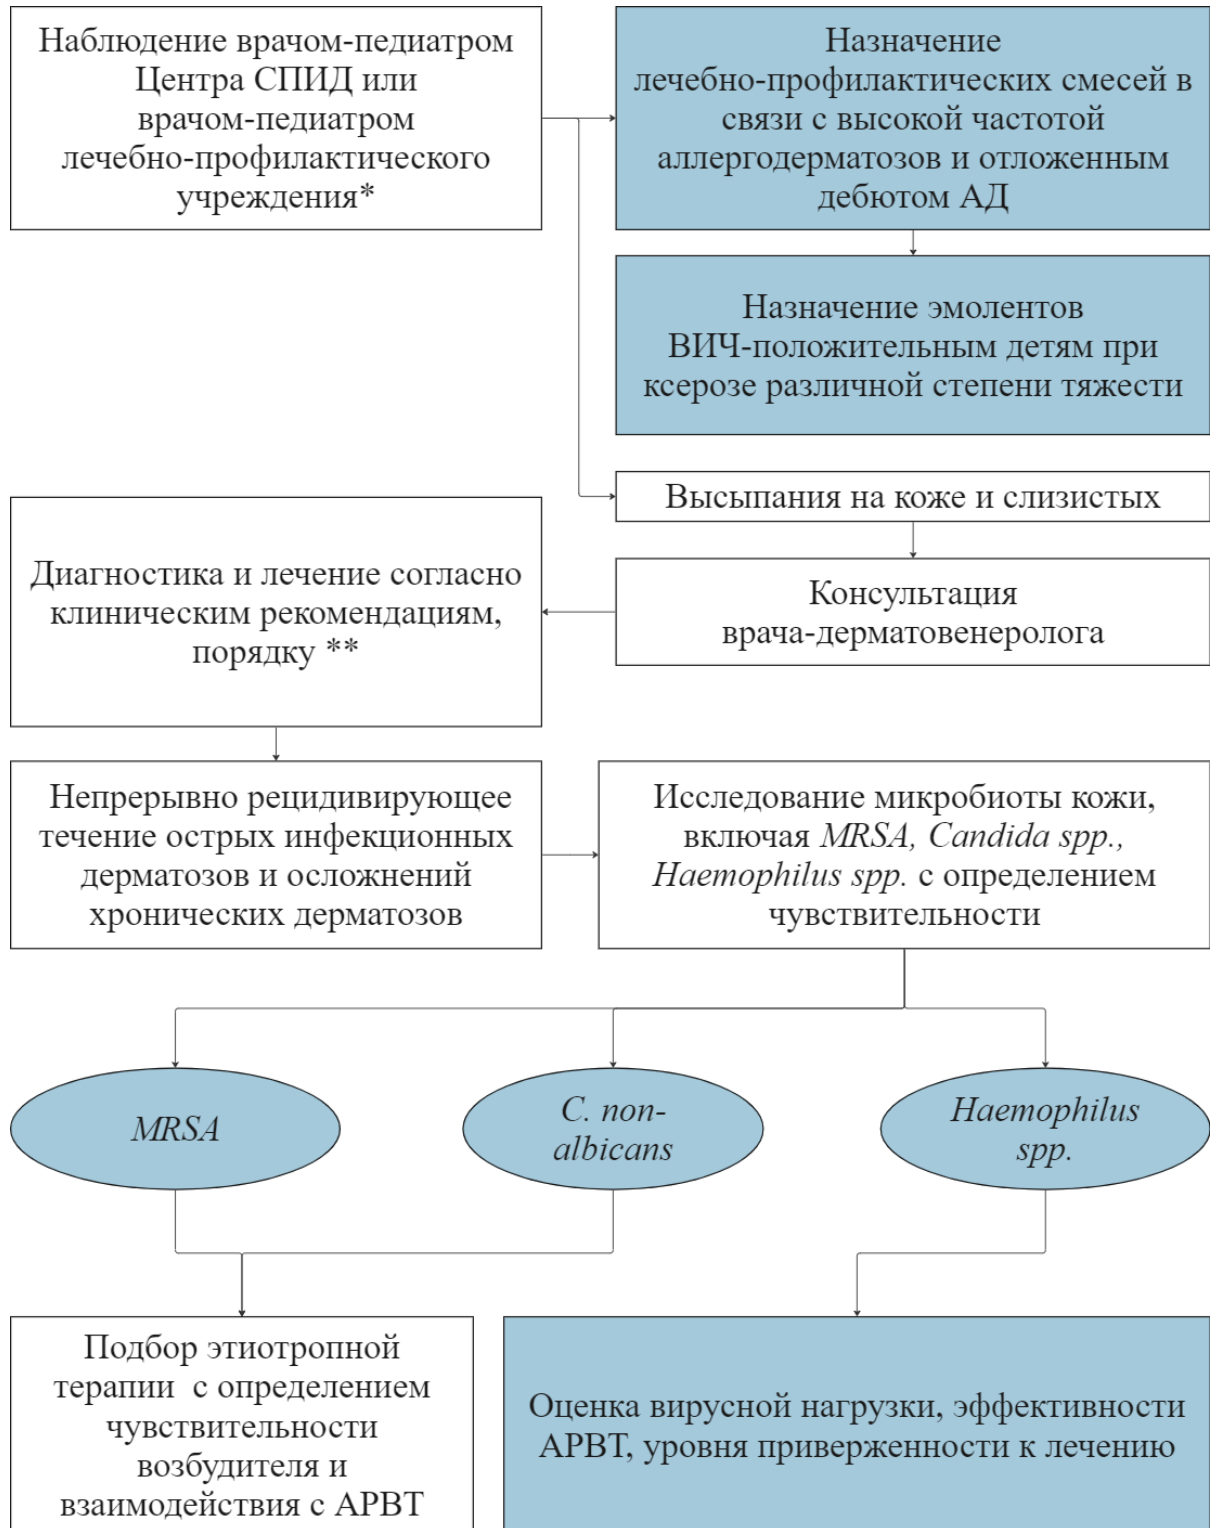 Наблюдение врачом-педиатром
Центра СПИД или
врачом-педиатром
лечебно-профилактического
учреждения*
Назначение
лечебно-профилактических смесей в
связи с высокой частотой
аллергодерматозов и отложенным
дебютом АД
Назначение эмолентов
ВИЧ-положительным детям при
ксерозе различной степени тяжести
Высыпания на коже и слизистых
Консультация
врача-дерматовенеролога
Диагностика и лечение согласно
клиническим рекомендациям,
порядку **
Непрерывно рецидивирующее
течение острых инфекционных
дерматозов и осложнений
хронических дерматозов
Исследование микробиоты кожи,
включая MRSA, Candida spp.,
Haemophilus spp. с определением
чувствительности
MRSA
C. non-
albicans
Haemophilus
spp.
Подбор этиотропной
терапии с определением
чувствительности
возбудителя и
взаимодействия с АРВТ
Оценка вирусной нагрузки, эффективности
АРВТ, уровня приверженности к лечению